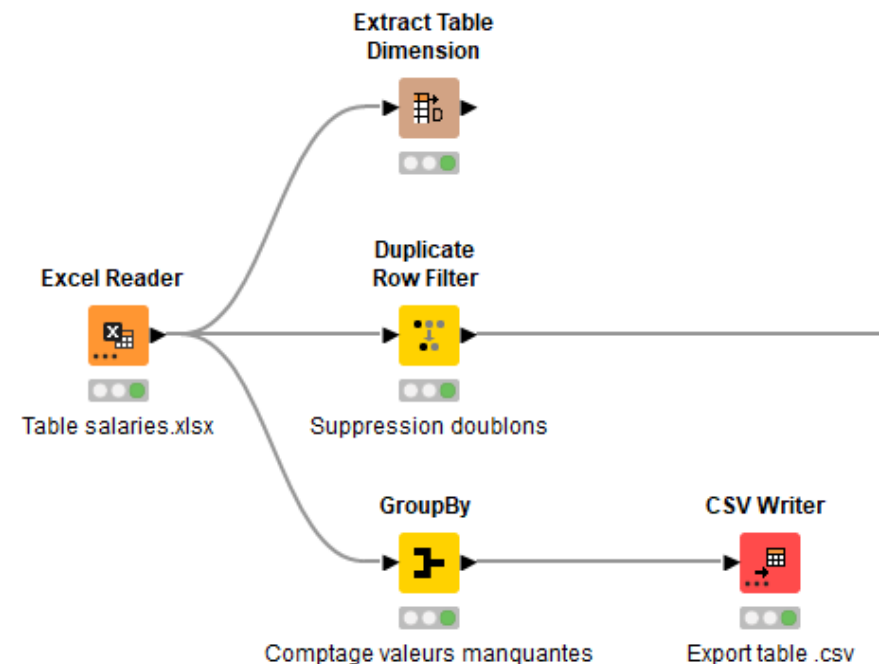 Extract Table
Dimension
D
Duplicate
Row Filter
Excel Reader
X
Table salaries.xlsx
Suppression doublons
GroupBy
CSV Writer
Comptage valeurs manquantes
Export table .csv